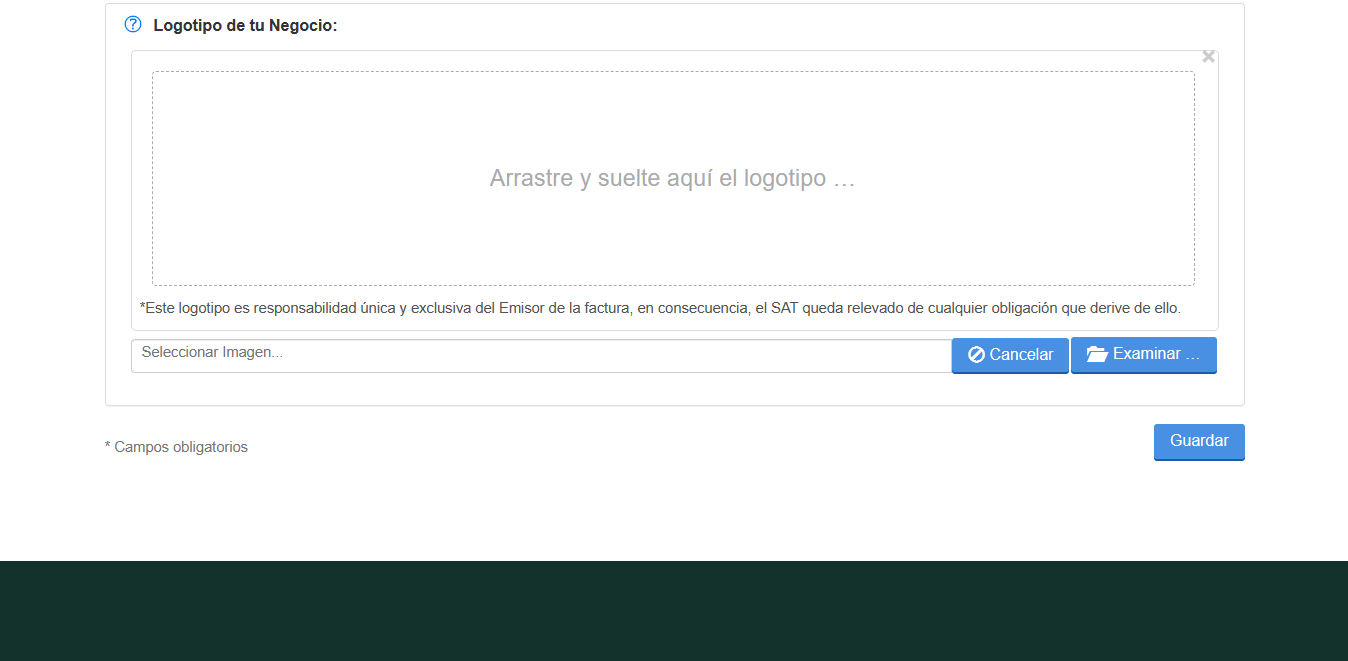 Logotipo de tu Negocio:
Arrastre y suelte aquí el logotipo …
*Este logotipo es responsabilidad única y exclusiva del Emisor de la factura, en consecuencia, el SAT queda relevado de cualquier obligación que derive de ello.
Seleccionar Imagen... Cancelar Examinar …
* Campos obligatorios Guardar